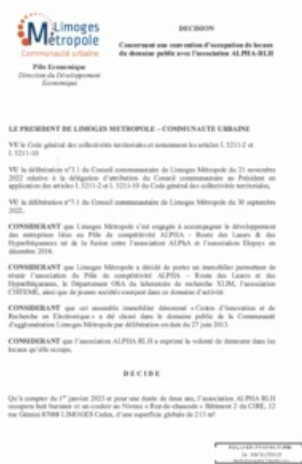 Limoges
Métropole
Communauté urbaine
Pôle Economique
Direction du Développement
Economique
DECISION
Concernant une convention d'occupation de locaux
du domaine public avec l'association ALPHA-RLH
LE PRESIDENT DE LIMOGES METROPOLE – COMMUNAUTE URBAINE
VU le Code général des collectivités territoriales et notamment les articles L 5211-2 et
L 5211-10
VU la délibération n°3.1 du Conseil communautaire de Limoges Métropole du 21 novembre
2022 relative à la délégation d'attribution du Conseil communautaire au Président en
application des articles L 5211-2 et L 5211-10 du Code général des collectivités territoriales,
VU la délibération n°7.1 du Conseil communautaire de Limoges Métropole du 30 septembre
2022,
CONSIDERANT que Limoges Métropole s'est engagée à accompagner le développement
des entreprises liées au Pôle de compétitivité ALPHA – Route des Lasers & des
Hyperfréquences né de la fusion entre l'association ALPhA et l'association Elopsys en
décembre 2016.
CONSIDERANT que Limoges Métropole a décidé de porter un immobilier permettant de
réunir l'association du Pôle de compétitivité ALPHA – Route des Lasers et des
Hyperfréquences, le Département OSA du laboratoire de recherche XLIM, l'association
CISTEME, ainsi que de jeunes sociétés exerçant dans ce domaine d'activité.
CONSIDERANT que cet ensemble immobilier dénommé « Centre d'Innovation et de
Recherche en Electronique » a été classé dans le domaine public de la Communauté
d'agglomération Limoges Métropole par délibération en date du 27 juin 2013.
CONSIDERANT que l'association ALPHA RLH a exprimé la volonté de demeurer dans les
locaux qu'elle occupe,
D E C I D E
Qu'à compter du 1er janvier 2023 et pour une durée de deux ans, l'association ALPHA RLH
occupera huit bureaux et un couloir au Niveau « Rez-de-chaussée » Bâtiment 2 du CIRE, 12
rue Gémini 87068 LIMOGES Cedex, d'une superficie globale de 213 m²